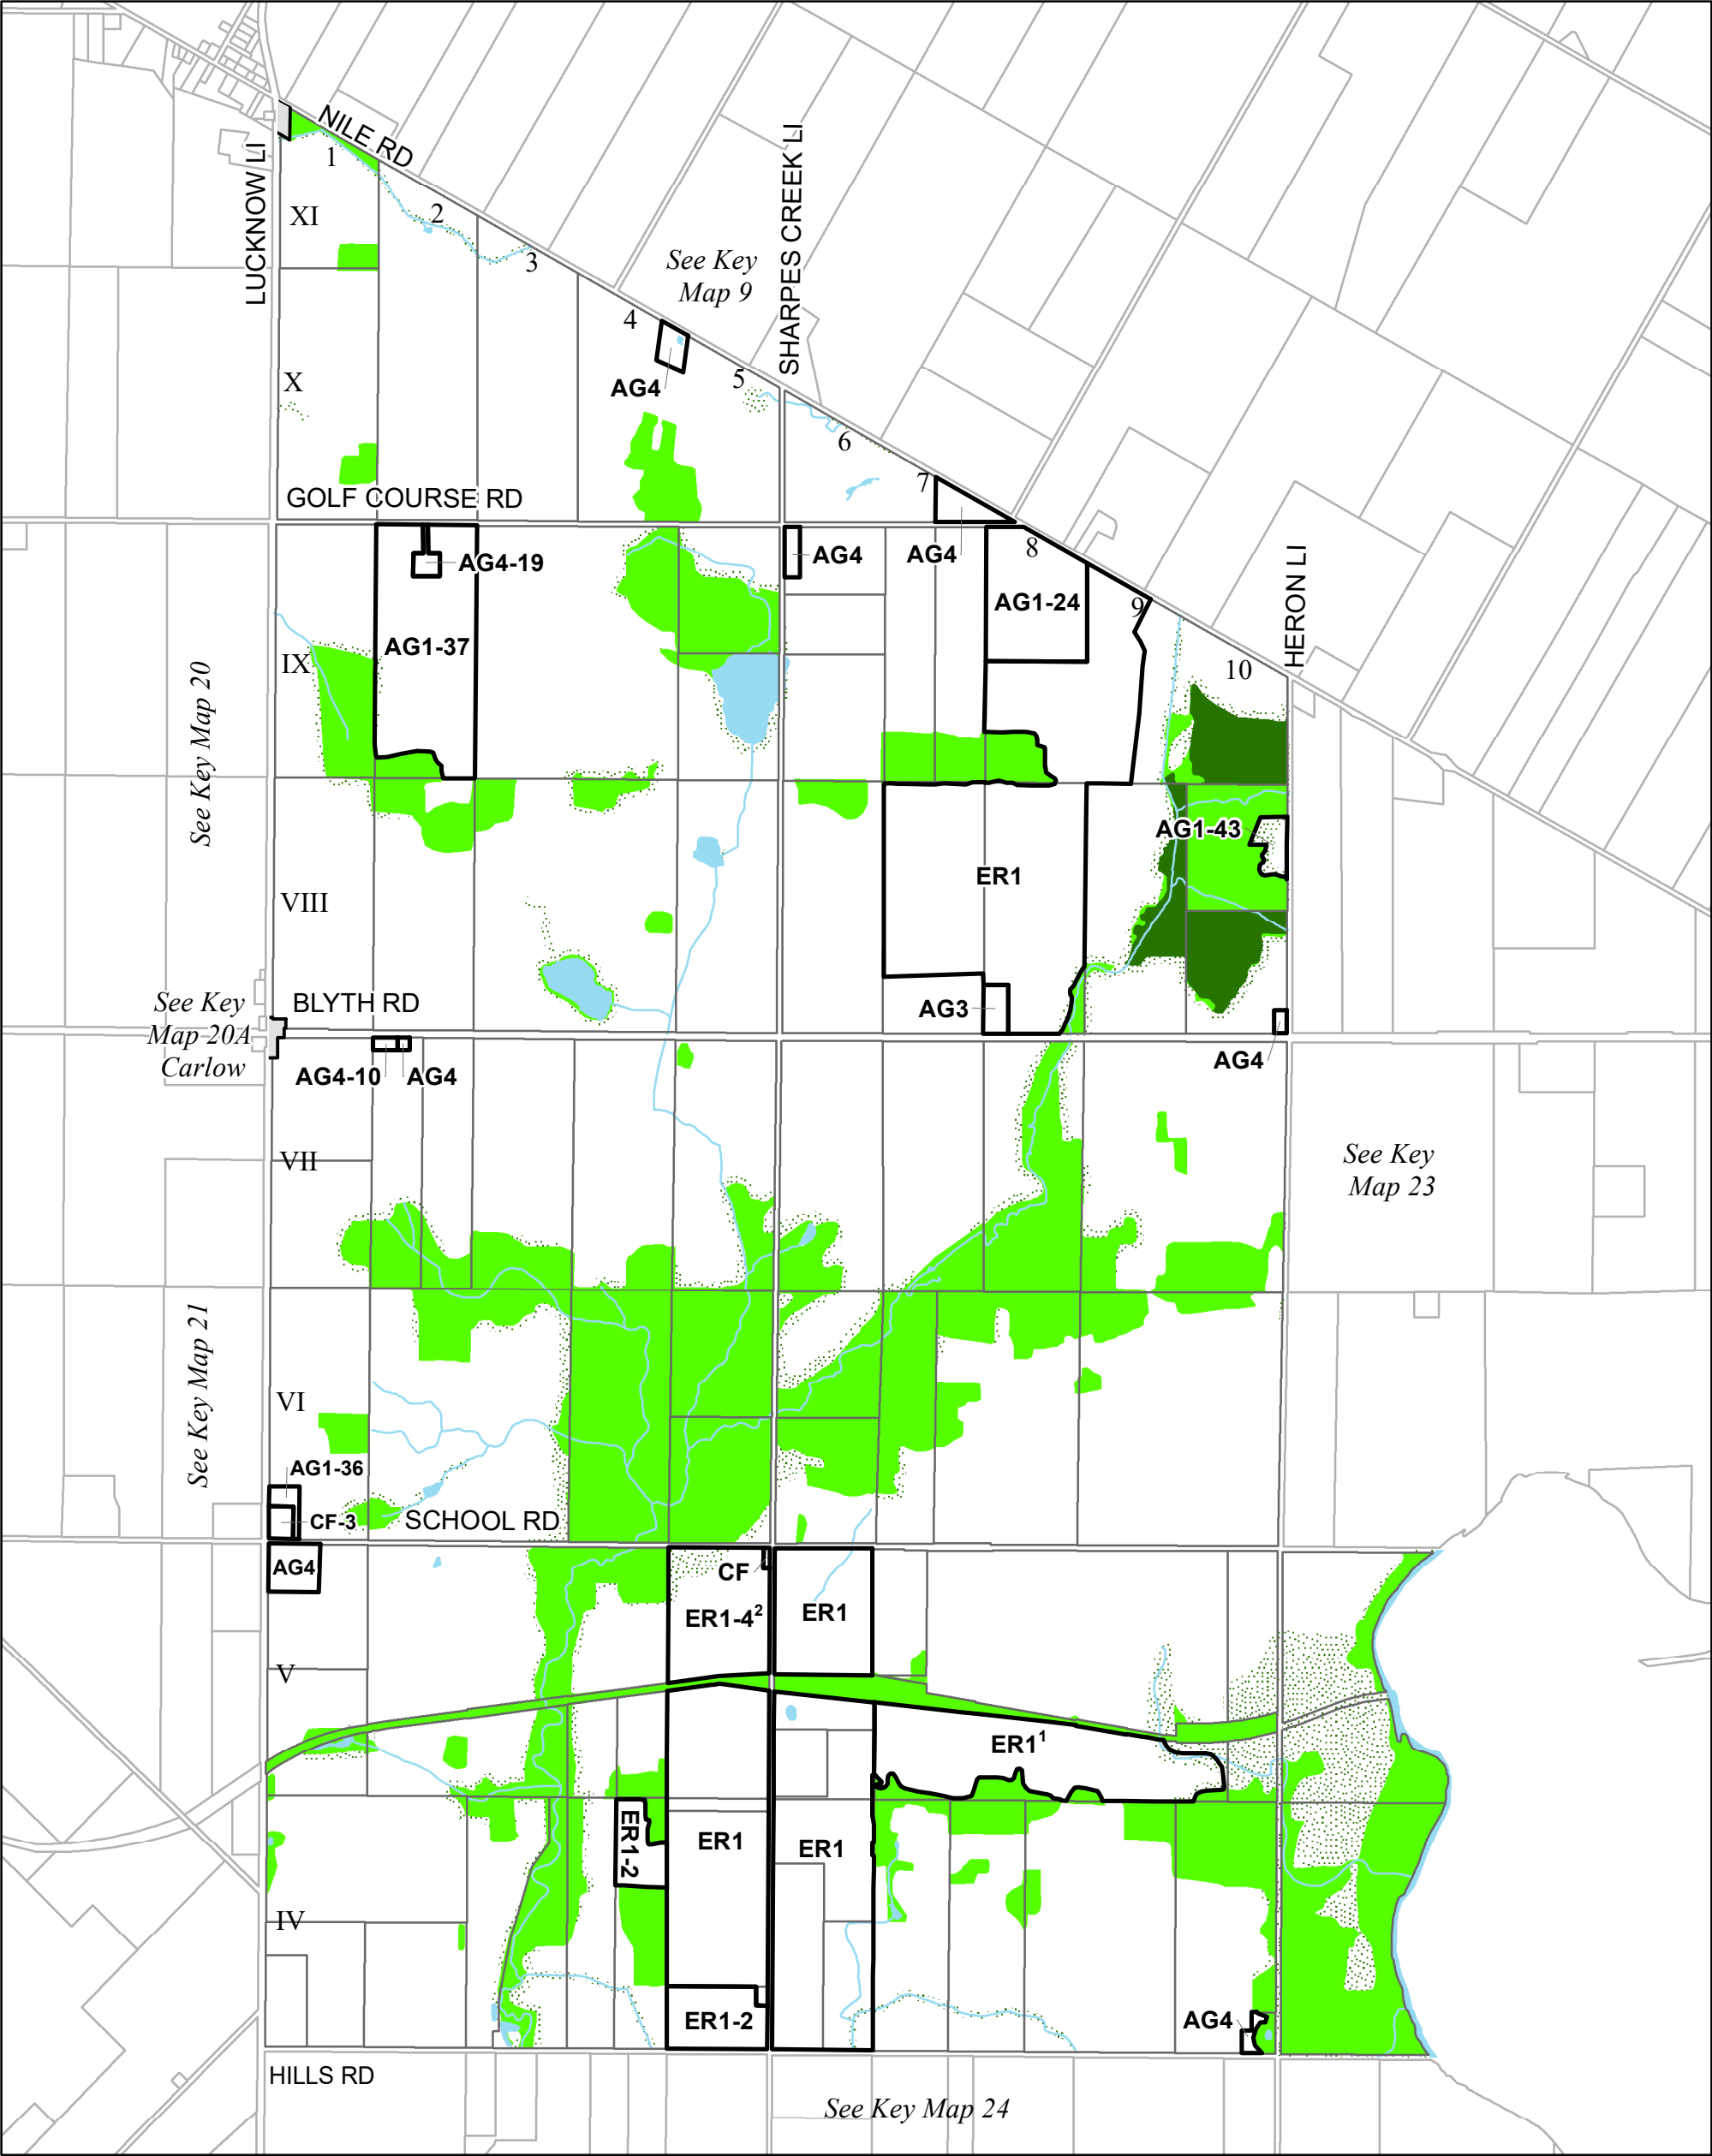 NILE RD
1
LUCKNOW LI
XI
2
3
SHARPES CREEK LI
See Key
Map 9
4
X
AG4
5
6
7
GOLF COURSE RD
AG4-19
AG4
AG4
8
HERON LI
AG1-24
9
AG1-37
IX
10
See Key Map 20
AG1-43
ER1
VIII
See Key
Map 20A
Carlow
BLYTH RD
AG3
AG4
AG4-10
AG4
VII
See Key
Map 23
See Key Map 21
VI
AG1-36
CF-3
SCHOOL RD
AG4
CF
ER1-4²
ER1
V
ER1¹
ER1-2
ER1
ER1
IV
ER1-2
AG4
HILLS RD
See Key Map 24